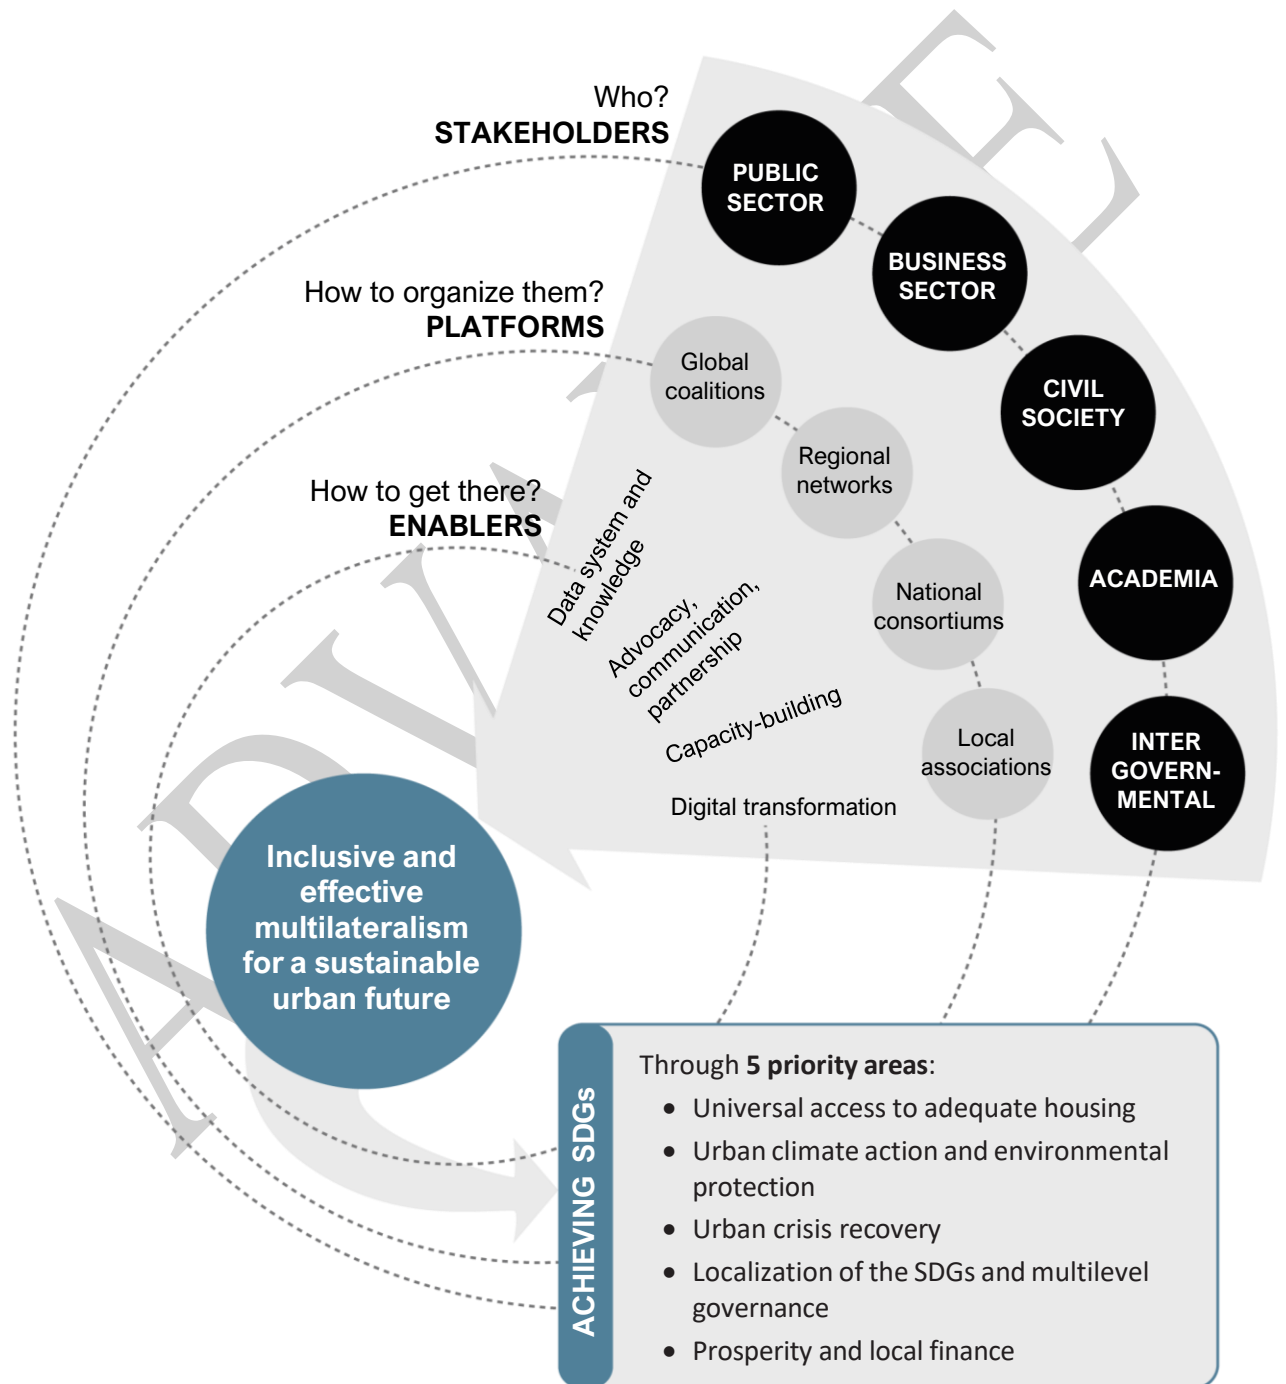 Who?
STAKEHOLDERS
PUBLIC
SECTOR
BUSINESS
SECTOR
CIVIL
SOCIETY
ACADEMIA
INTER
GOVERN-
MENTAL
How to organize them?
PLATFORMS
Global
coalitions
Regional
networks
National
consortiums
Local
associations
How to get there?
ENABLERS
Data system and
knowledge
Advocacy,
communication,
partnership
Capacity-building
Digital transformation
Inclusive and
effective
multilateralism
for a sustainable
urban future
ACHIEVING SDGs
Through 5 priority areas:
• Universal access to adequate housing
• Urban climate action and environmental
protection
• Urban crisis recovery
• Localization of the SDGs and multilevel
governance
• Prosperity and local finance